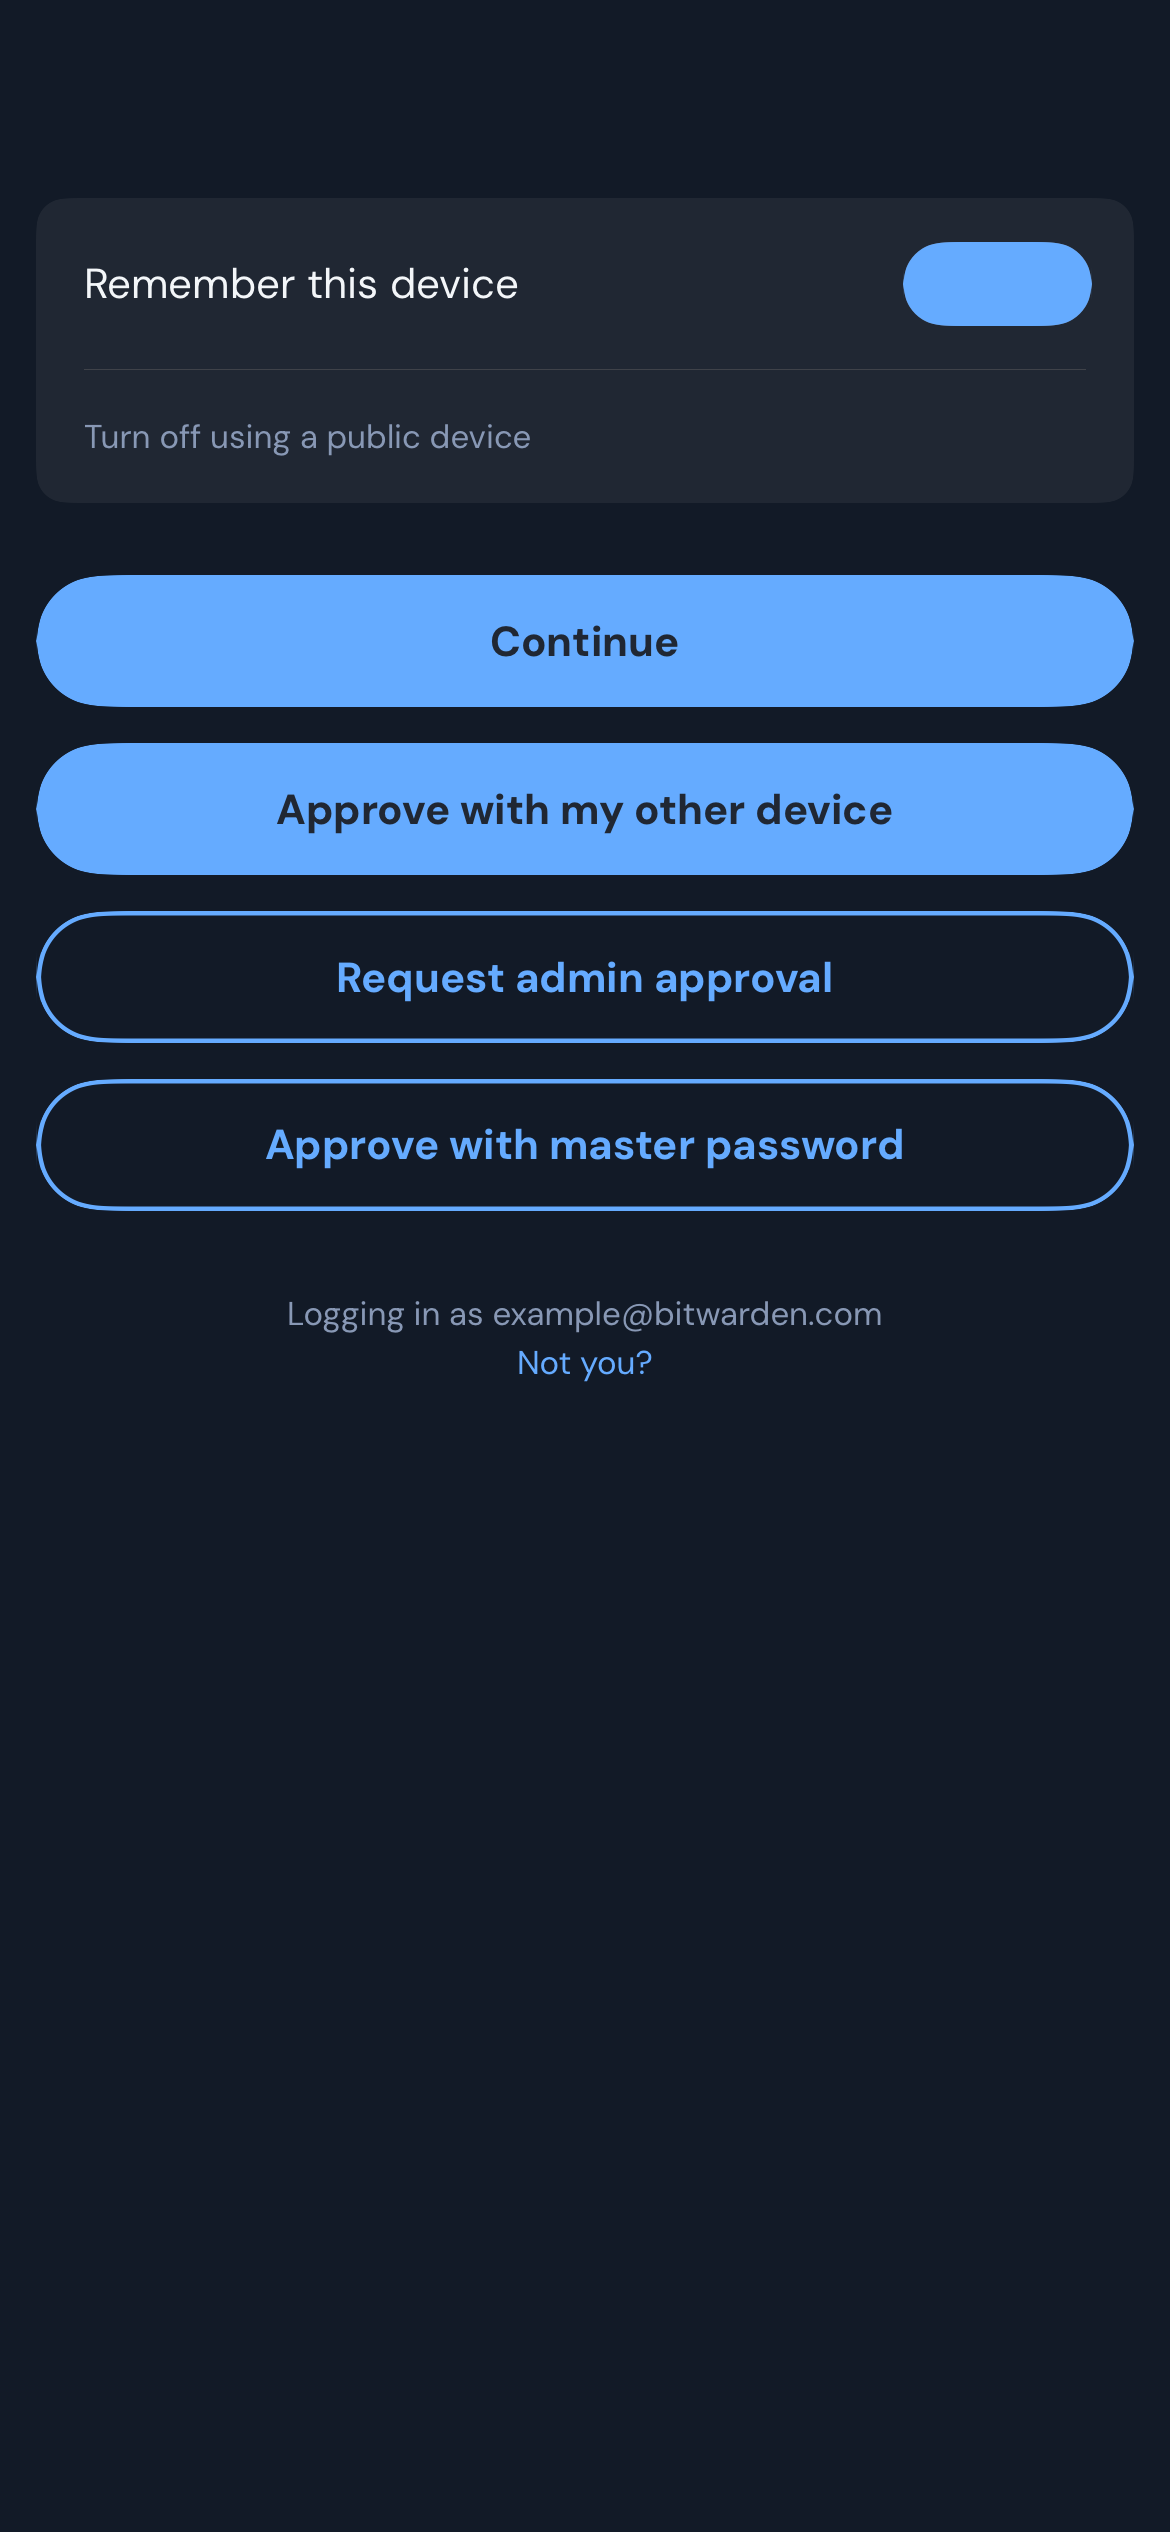 Remember this device
Turn off using a public device
Continue
Approve with my other device
Request admin approval
Approve with master password
Logging in as example@bitwarden.com
Not you?